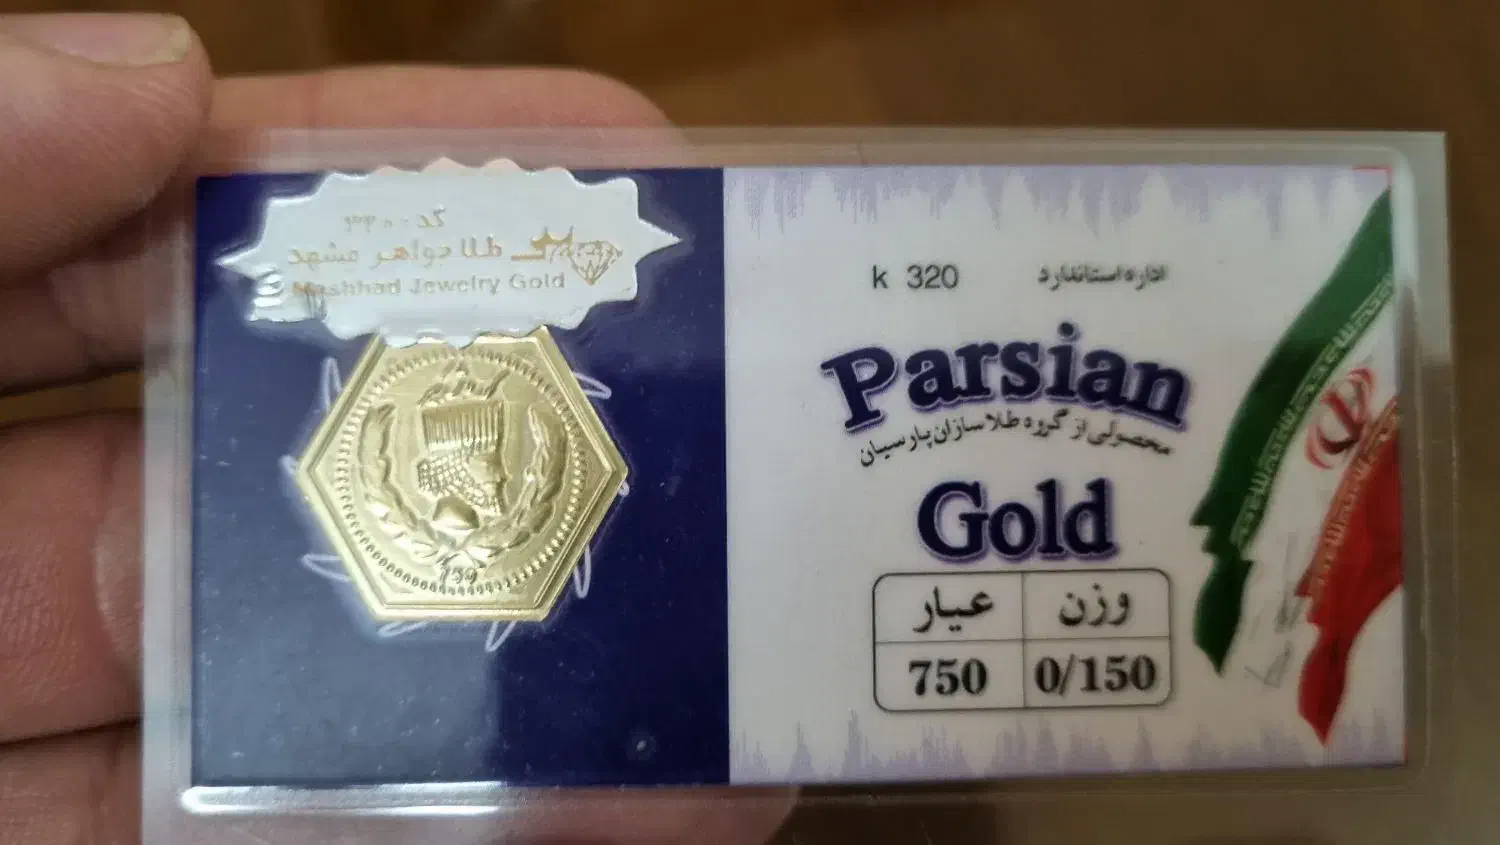 کد
طلا جواهر مشهد
Mashhad Jewelry Gold
750
k 320 اداره استاندارد
Parsian
محصولی از گروه طلاسازان پارسیان
Gold
وزن عیار
0/150 750